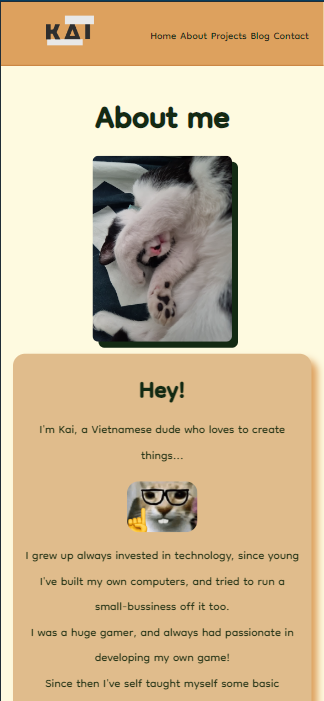 KAI
Home About Projects Blog Contact
About me
Hey!
I'm Kai, a Vietnamese dude who loves to create
things...
I grew up always invested in technology, since young
I've built my own computers, and tried to run a
small-bussiness off it too.
I was a huge gamer, and always had passionate in
developing my own game!
Since then I've self taught myself some basic